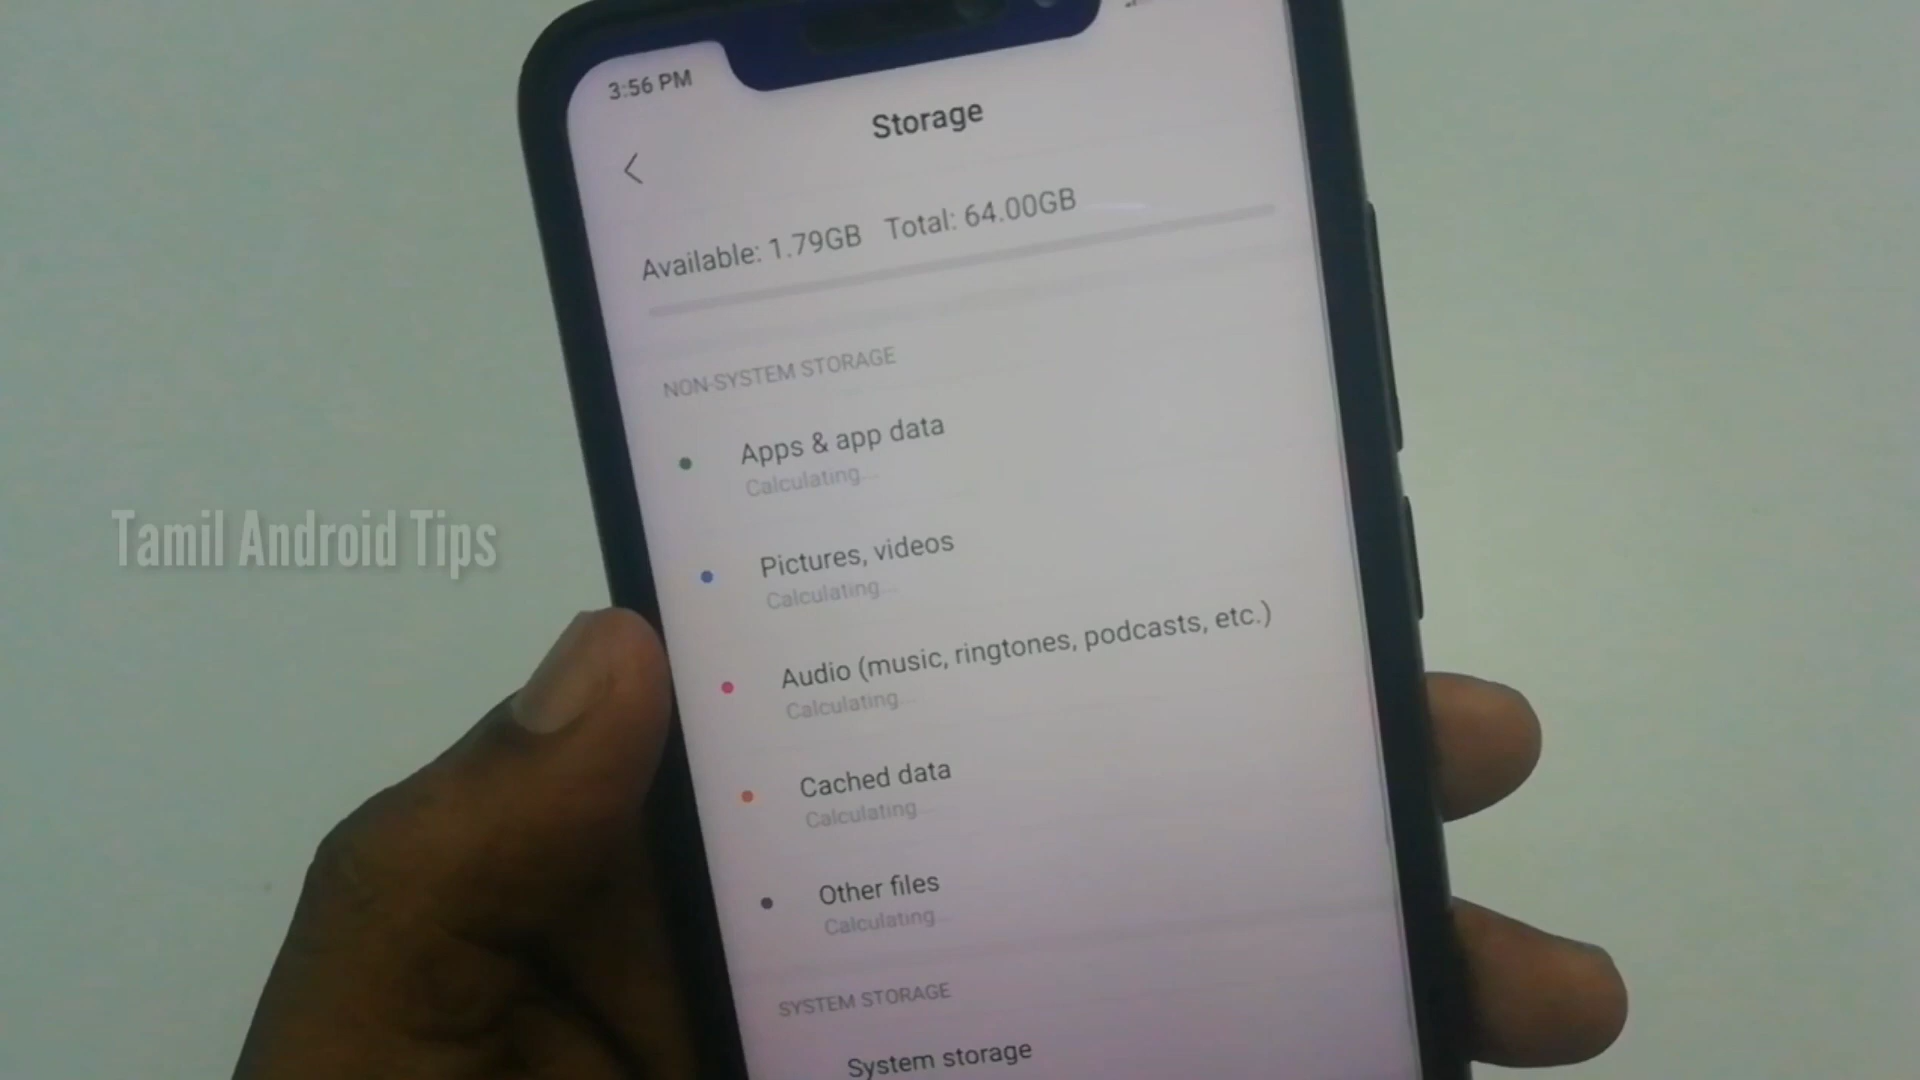 3:56 PM
Storage
Available: 1.79GB Total: 64.00GB
NON-SYSTEM STORAGE
Apps & app data
Calculating...
Pictures, videos
Calculating...
Tamil Android Tips
Audio (music, ringtones, podcasts, etc.)
Calculating...
Cached data
Calculating...
Other files
Calculating...
SYSTEM STORAGE
System storage